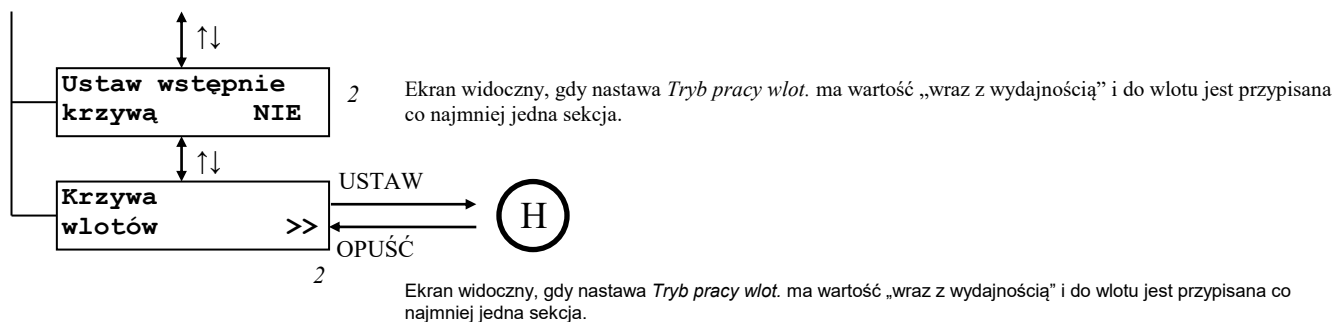 ↑↓
Ustaw wstępnie
krzywą NIE
2
Ekran widoczny, gdy nastawa Tryb pracy wlot. ma wartość „wraz z wydajnością” i do wlotu jest przypisana
co najmniej jedna sekcja.
↑↓
Krzywa
wlotów >>
USTAW
H
OPUŚĆ
2
Ekran widoczny, gdy nastawa Tryb pracy wlot. ma wartość „wraz z wydajnością” i do wlotu jest przypisana co
najmniej jedna sekcja.